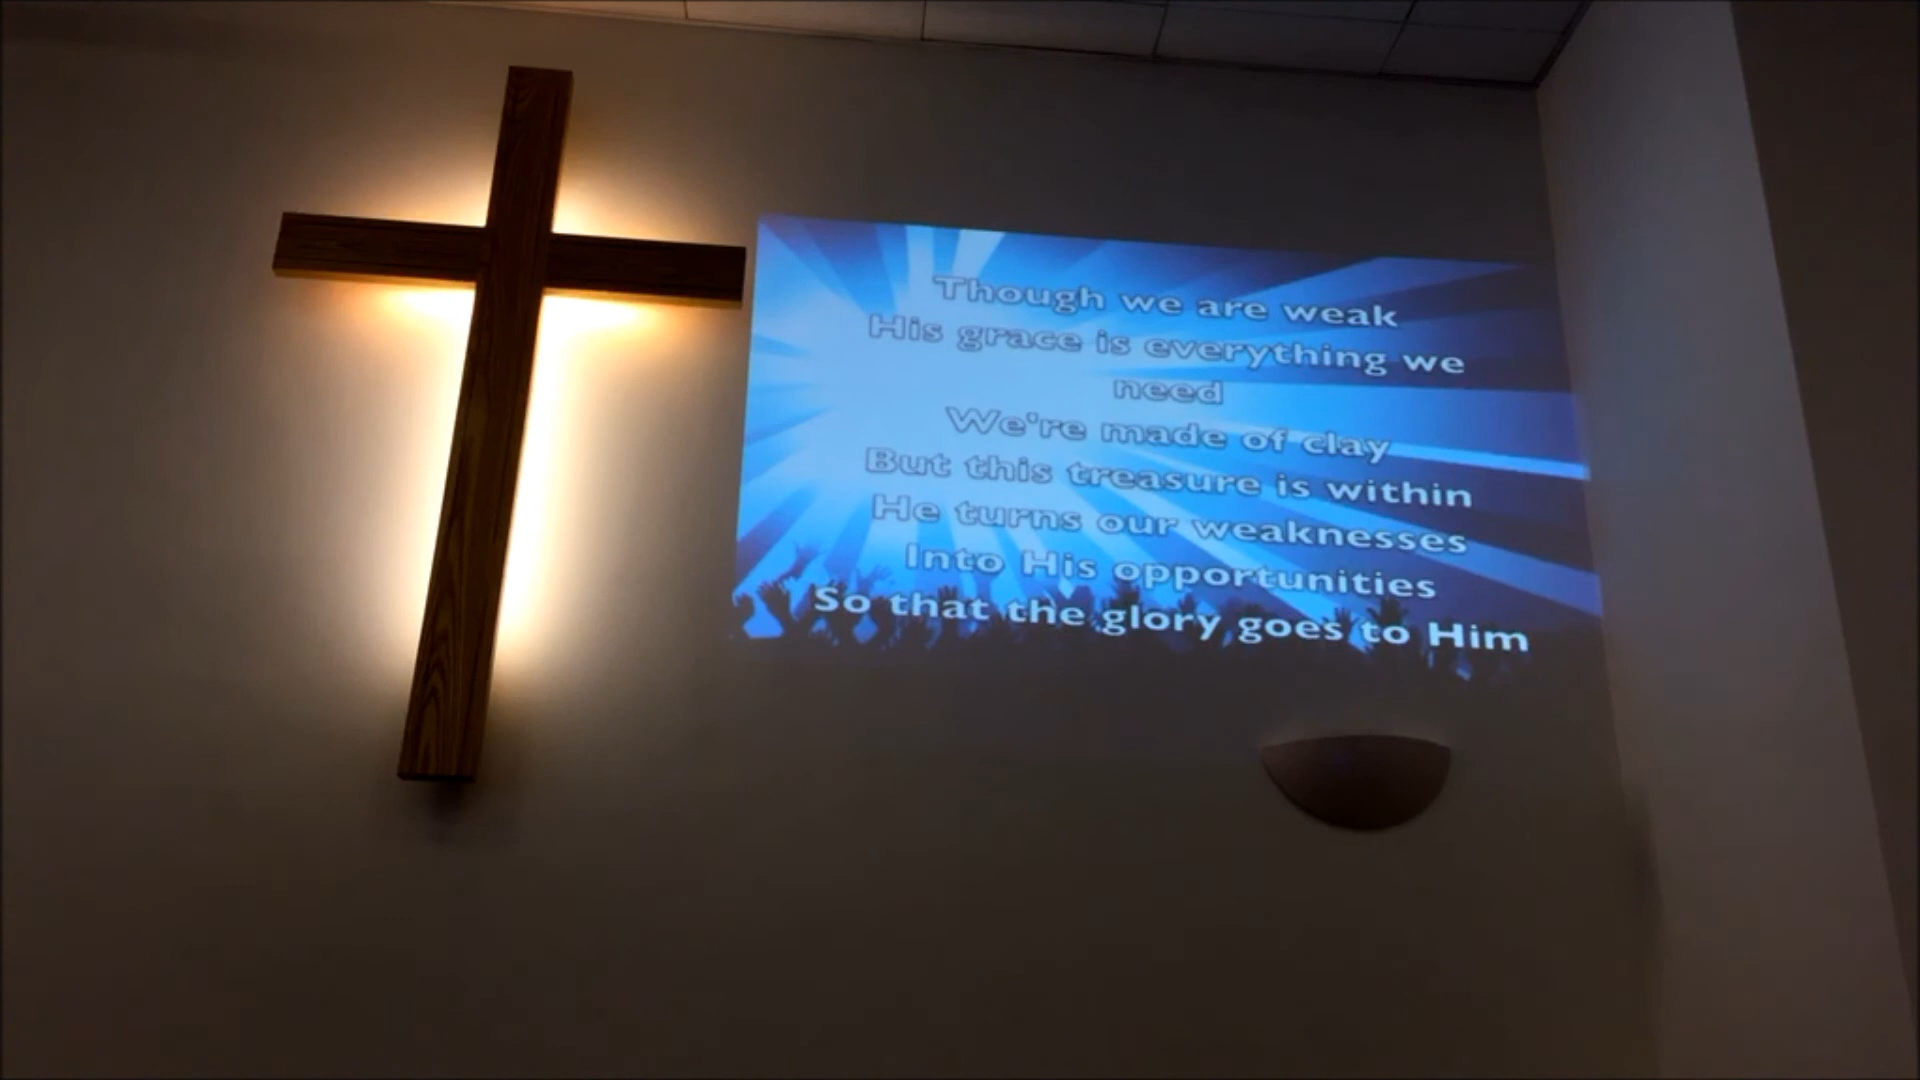 Though we are weak
His grace is everything we
need
We're made of clay
But this treasure is within
He turns our weaknesses
Into His opportunities
So that the glory goes to Him